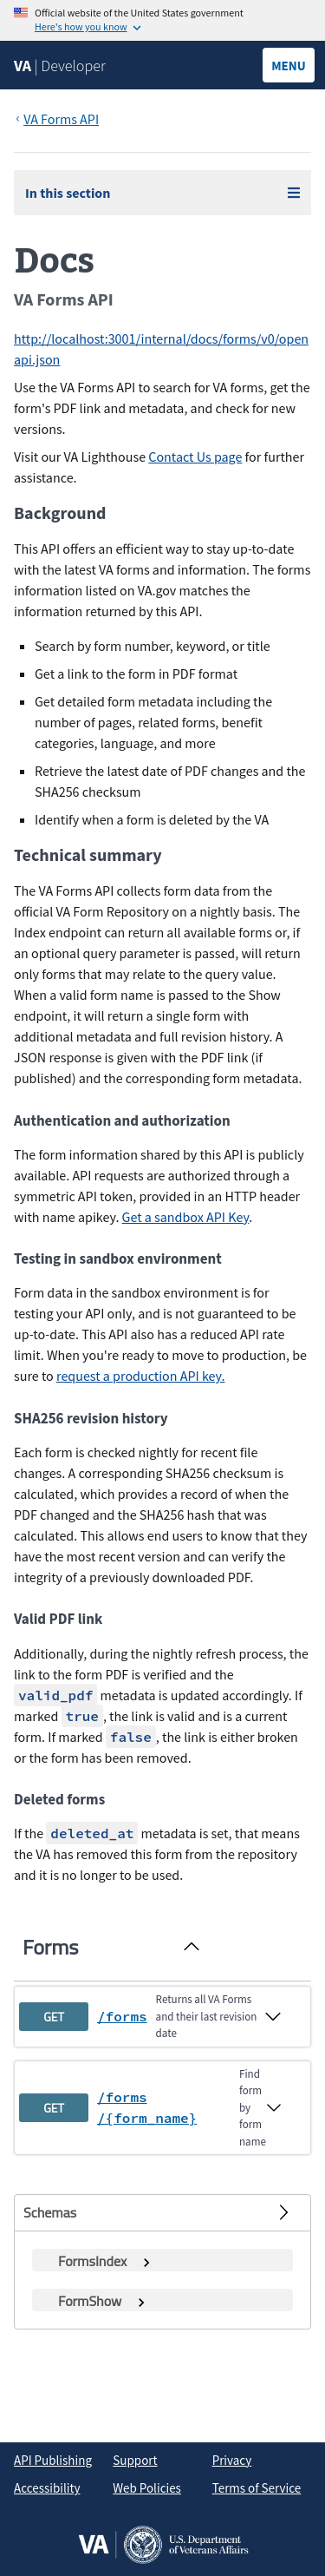 Official website of the United States government
Here's how you know
VA | Developer
MENU
VA Forms API
In this section
Docs
VA Forms API
http://localhost:3001/internal/docs/forms/v0/open
api.json
Use the VA Forms API to search for VA forms, get the
form's PDF link and metadata, and check for new
versions.
Visit our VA Lighthouse Contact Us page for further
assistance.
Background
This API offers an efficient way to stay up-to-date
with the latest VA forms and information. The forms
information listed on VA.gov matches the
information returned by this API.
Search by form number, keyword, or title
Get a link to the form in PDF format
Get detailed form metadata including the
number of pages, related forms, benefit
categories, language, and more
Retrieve the latest date of PDF changes and the
SHA256 checksum
Identify when a form is deleted by the VA
Technical summary
The VA Forms API collects form data from the
official VA Form Repository on a nightly basis. The
Index endpoint can return all available forms or, if
an optional query parameter is passed, will return
only forms that may relate to the query value.
When a valid form name is passed to the Show
endpoint, it will return a single form with
additional metadata and full revision history. A
JSON response is given with the PDF link (if
published) and the corresponding form metadata.
Authentication and authorization
The form information shared by this API is publicly
available. API requests are authorized through a
symmetric API token, provided in an HTTP header
with name apikey. Get a sandbox API Key.
Testing in sandbox environment
Form data in the sandbox environment is for
testing your API only, and is not guaranteed to be
up-to-date. This API also has a reduced API rate
limit. When you're ready to move to production, be
sure to request a production API key.
SHA256 revision history
Each form is checked nightly for recent file
changes. A corresponding SHA256 checksum is
calculated, which provides a record of when the
PDF changed and the SHA256 hash that was
calculated. This allows end users to know that they
have the most recent version and can verify the
integrity of a previously downloaded PDF.
Valid PDF link
Additionally, during the nightly refresh process, the
link to the form PDF is verified and the
valid_pdf metadata is updated accordingly. If
marked true, the link is valid and is a current
form. If marked false, the link is either broken
or the form has been removed.
Deleted forms
If the deleted_at metadata is set, that means
the VA has removed this form from the repository
and it is no longer to be used.
Forms
GET /forms
Returns all VA Forms
and their last revision
date
GET /forms
/{form_name}
Find
form
by
form
name
Schemas
FormsIndex
FormShow
API Publishing Support Privacy
Accessibility Web Policies Terms of Service
VA U.S. Department
of Veterans Affairs